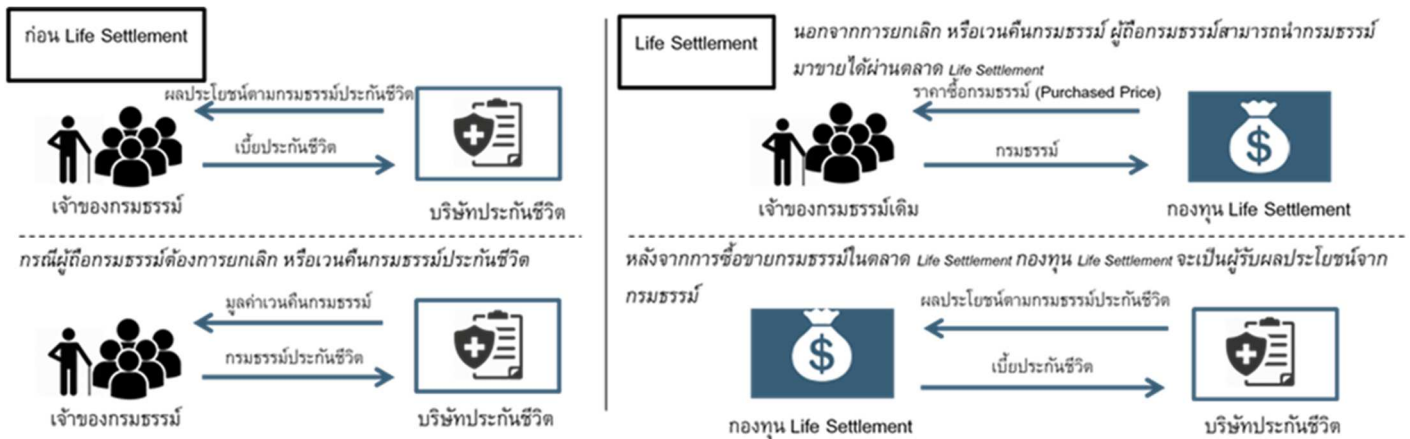 ก่อน Life Settlement
ผลประโยชน์ตามกรมธรรม์ประกันชีวิต
เบี้ยประกันชีวิต
เจ้าของกรมธรรม์
บริษัทประกันชีวิต
กรณีผู้ถือกรมธรรม์ต้องการยกเลิก หรือเวนคืนกรมธรรม์ประกันชีวิต
มูลค่าเวนคืนกรมธรรม์
กรมธรรม์ประกันชีวิต
เจ้าของกรมธรรม์
บริษัทประกันชีวิต
Life Settlement
นอกจากการยกเลิก หรือเวนคืนกรมธรรม์ ผู้ถือกรมธรรม์สามารถนำกรมธรรม์
มาขายได้ผ่านตลาด Life Settlement
ราคาซื้อกรมธรรม์ (Purchased Price)
กรมธรรม์
เจ้าของกรมธรรม์เดิม
กองทุน Life Settlement
หลังจากการซื้อขายกรมธรรม์ในตลาด Life Settlement กองทุน Life Settlement จะเป็นผู้รับผลประโยชน์จาก
กรมธรรม์
ผลประโยชน์ตามกรมธรรม์ประกันชีวิต
เบี้ยประกันชีวิต
กองทุน Life Settlement
บริษัทประกันชีวิต